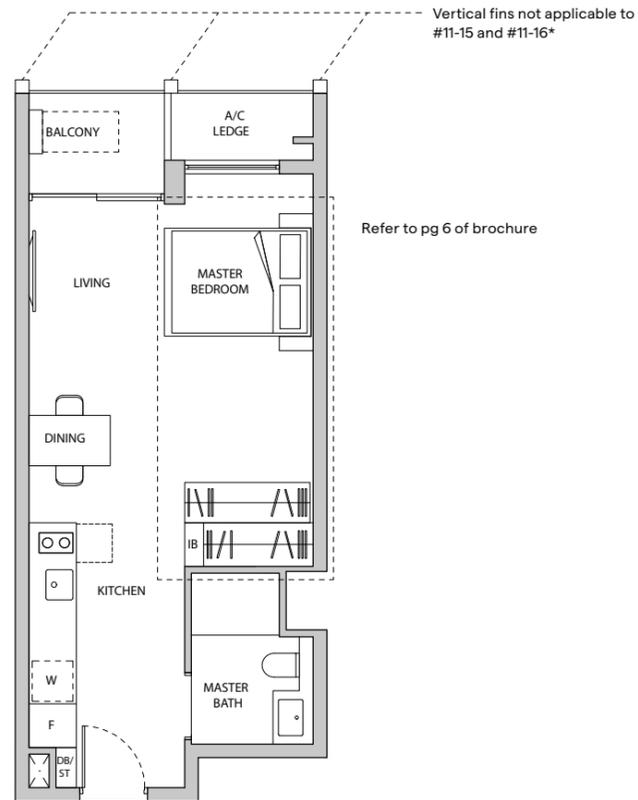 Vertical fins not applicable to
#11-15 and #11-16*
A/C
LEDGE
BALCONY
Refer to pg 6 of brochure
MASTER
BEDROOM
LIVING
DINING
IB
KITCHEN
W
MASTER
BATH
F
DB/
ST